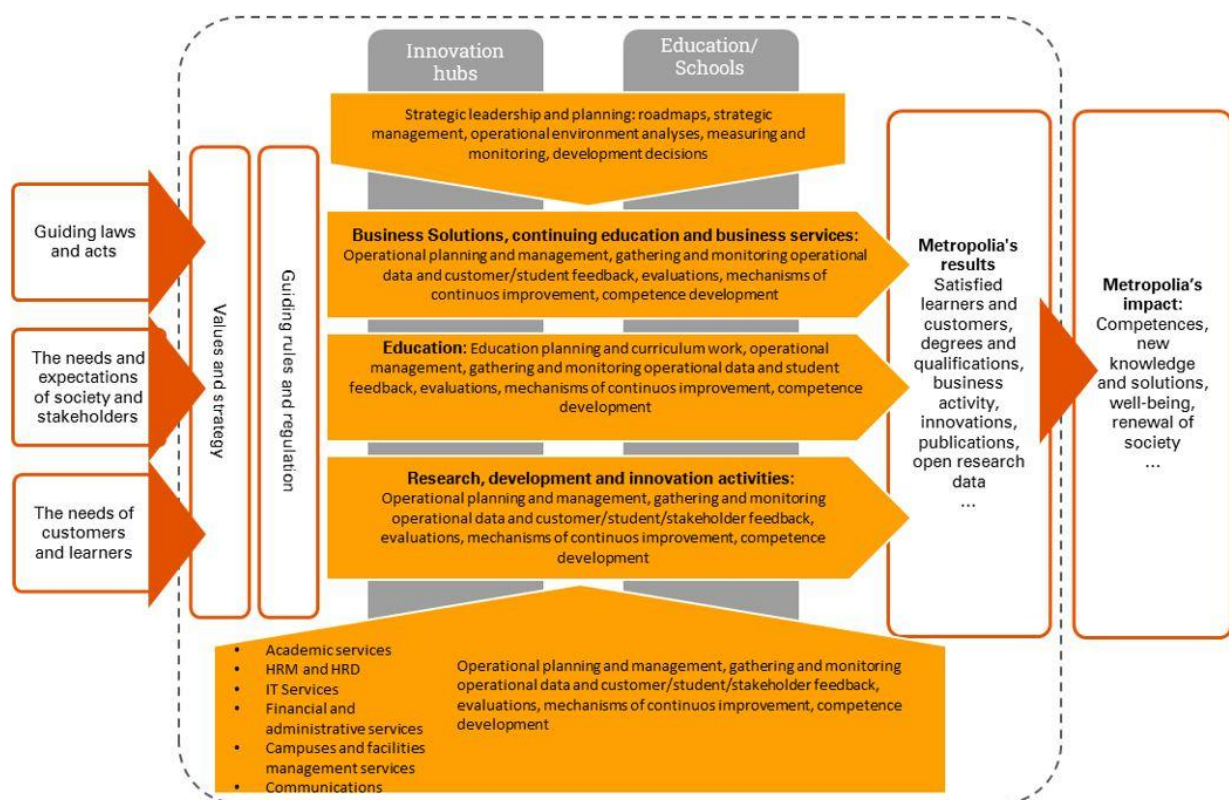 Innovation
hubs
Education/
Schools
Strategic leadership and planning: roadmaps, strategic
management, operational environment analyses, measuring and
monitoring, development decisions
Guiding laws
and acts
The needs and
expectations
of society and
stakeholders
The needs of
customers
and learners
Values and strategy
Guiding rules and regulation
Business Solutions, continuing education and business services:
Operational planning and management, gathering and monitoring operational
data and customer/student feedback, evaluations, mechanisms of
continuos improvement, competence development
Education: Education planning and curriculum work, operational
management, gathering and monitoring operational data and student
feedback, evaluations, mechanisms of continuos improvement, competence
development
Research, development and innovation activities:
Operational planning and management, gathering and monitoring
operational data and customer/student/stakeholder feedback,
evaluations, mechanisms of continuos improvement, competence
development
• Academic services
• HRM and HRD
• IT Services
• Financial and
administrative services
• Campuses and facilities
management services
• Communications
Operational planning and management, gathering and monitoring
operational data and customer/student/stakeholder feedback,
evaluations, mechanisms of continuos improvement, competence
development
Metropolia's
results
Satisfied
learners and
customers,
degrees and
qualifications,
business
activity,
innovations,
publications,
open research
data
...
Metropolia's
impact:
Competences,
new
knowledge
and solutions,
well-being,
renewal of
society
...